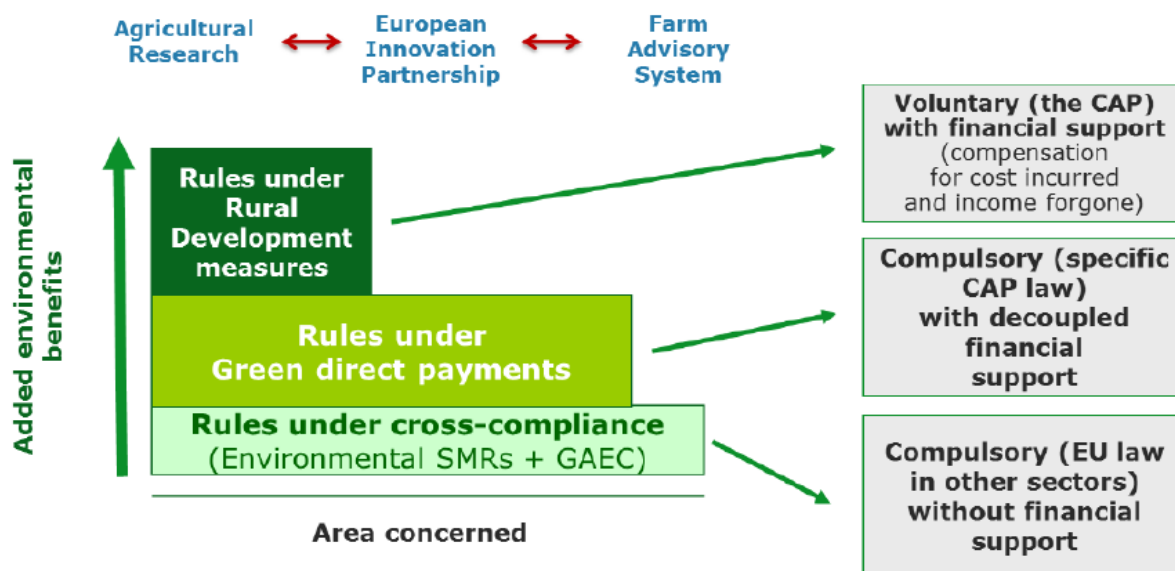 Agricultural
Research
European
Innovation
Partnership
Farm
Advisory
System
Added environmental
benefits
Rules under
Rural
Development
measures
Rules under
Green direct payments
Rules under cross-compliance
(Environmental SMRs + GAEC)
Area concerned
Voluntary (the CAP)
with financial support
(compensation
for cost incurred
and income forgone)
Compulsory (specific
CAP law)
with decoupled
financial
support
Compulsory (EU law
in other sectors)
without financial
support